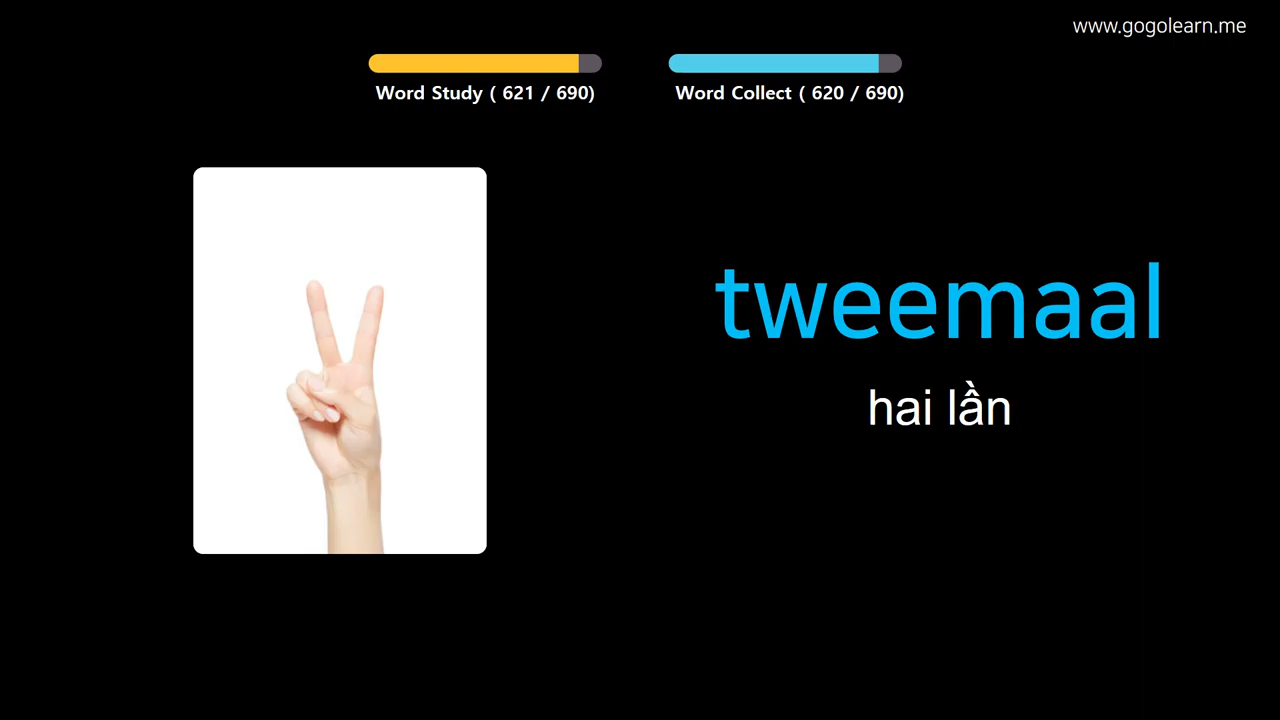 www.gogolearn.me
Word Study ( 621 / 690)
Word Collect ( 620 / 690)
tweemaal
hai lần